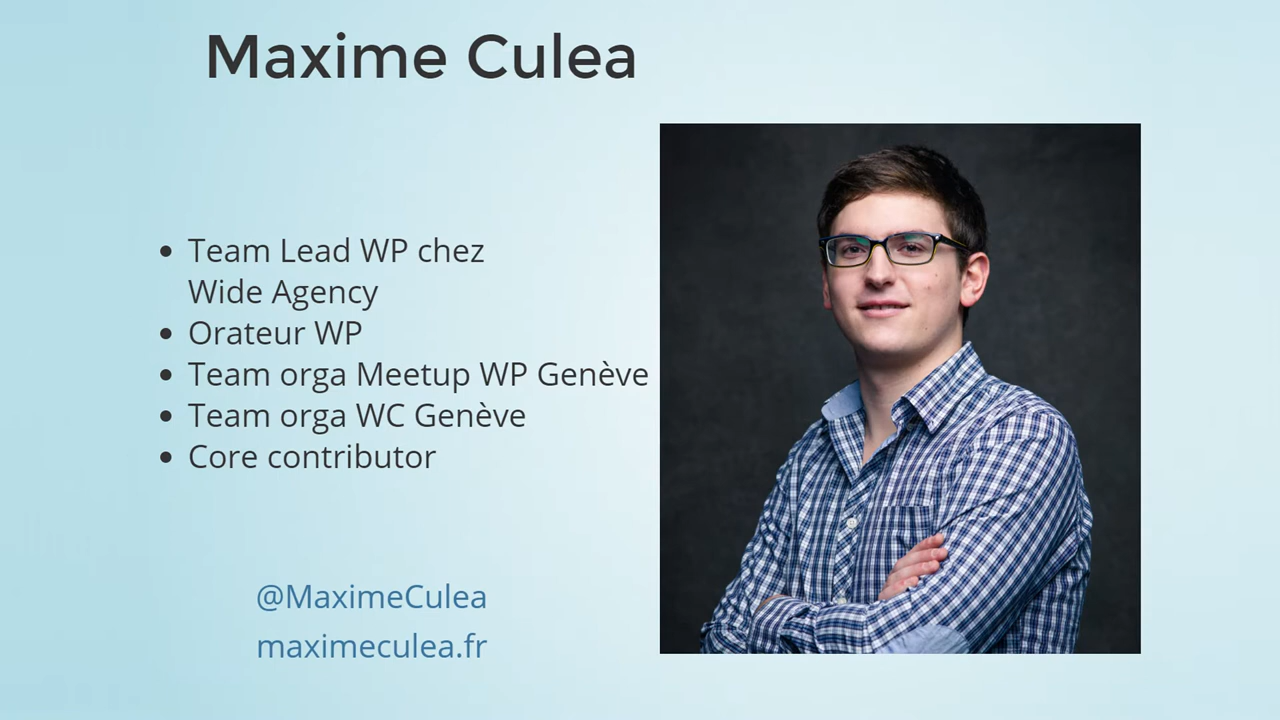 Maxime Culea
• Team Lead WP chez
Wide Agency
• Orateur WP
• Team orga Meetup WP Genève
• Team orga WC Genève
• Core contributor
@MaximeCulea
maximeculea.fr